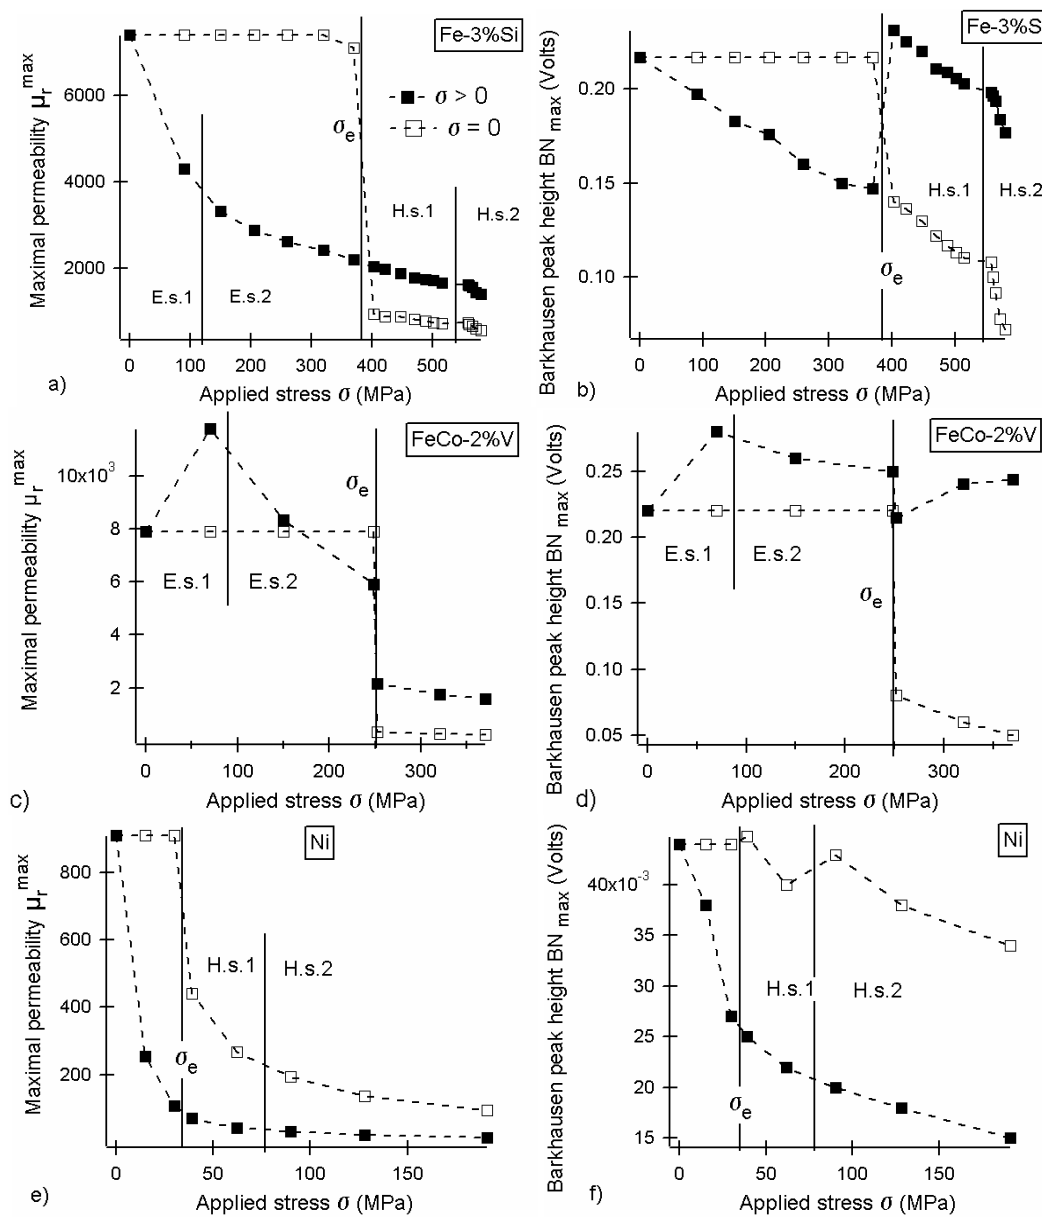 Fe-3%Si
Maximal permeability μr^max
6000
4000
2000
σe
σ > 0
σ = 0
H.s.1
H.s.2
E.s.1
E.s.2
0
100
200
300
400
500
a)
Applied stress σ (MPa)
Fe-3%S
Barkhausen peak height BN max (Volts)
0.20
0.15
0.10
H.s.1
H.s.2
σe
0
100
200
300
400
500
b)
Applied stress σ (MPa)
FeCo-2%V
Maximal permeability μr^max
10x10³
8
6
4
2
σe
E.s.1
E.s.2
0
100
200
300
c)
Applied stress σ (MPa)
FeCo-2%V
Barkhausen peak height BN max (Volts)
0.25
0.20
0.15
0.10
0.05
E.s.1
E.s.2
σe
0
100
200
300
d)
Applied stress σ (MPa)
Ni
Maximal permeability μr^max
800
600
400
200
H.s.1
H.s.2
σe
0
50
100
150
e)
Applied stress σ (MPa)
Ni
Barkhausen peak height BN max (Volts)
40x10⁻³
35
30
25
20
15
H.s.1
H.s.2
σe
0
50
100
150
f)
Applied stress σ (MPa)